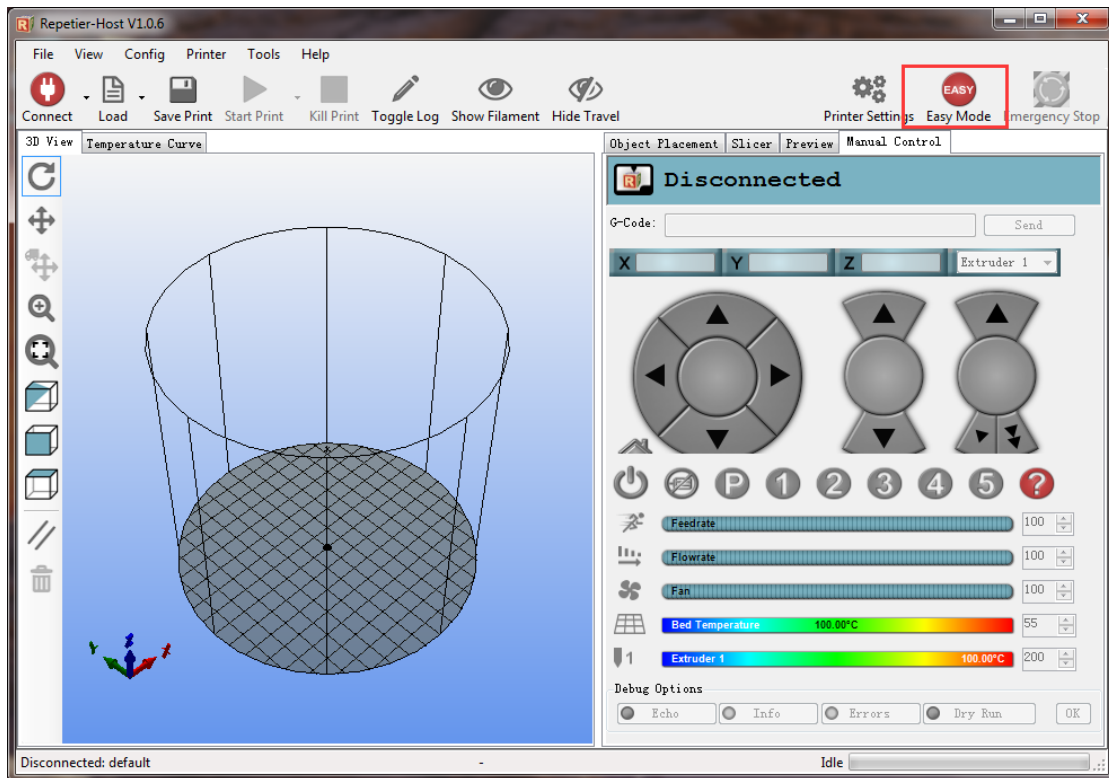 Repetier-Host V1.0.6
File View Config Printer Tools Help
EASY
Connect Load Save Print Start Print Kill Print Toggle Log Show Filament Hide Travel Printer Settings Easy Mode Emergency Stop
3D View Temperature Curve
Object Placement Slicer Preview Manual Control
R Disconnected
G-Code: Send
X Y Z Extruder 1
P 1 2 3 4 5 ?
Feedrate 100
Flowrate 100
Fan 100
Bed Temperature 100.00°C 55
1 Extruder 1 100.00°C 200
Debug Options
Echo Info Errors Dry Run OK
Disconnected: default - Idle